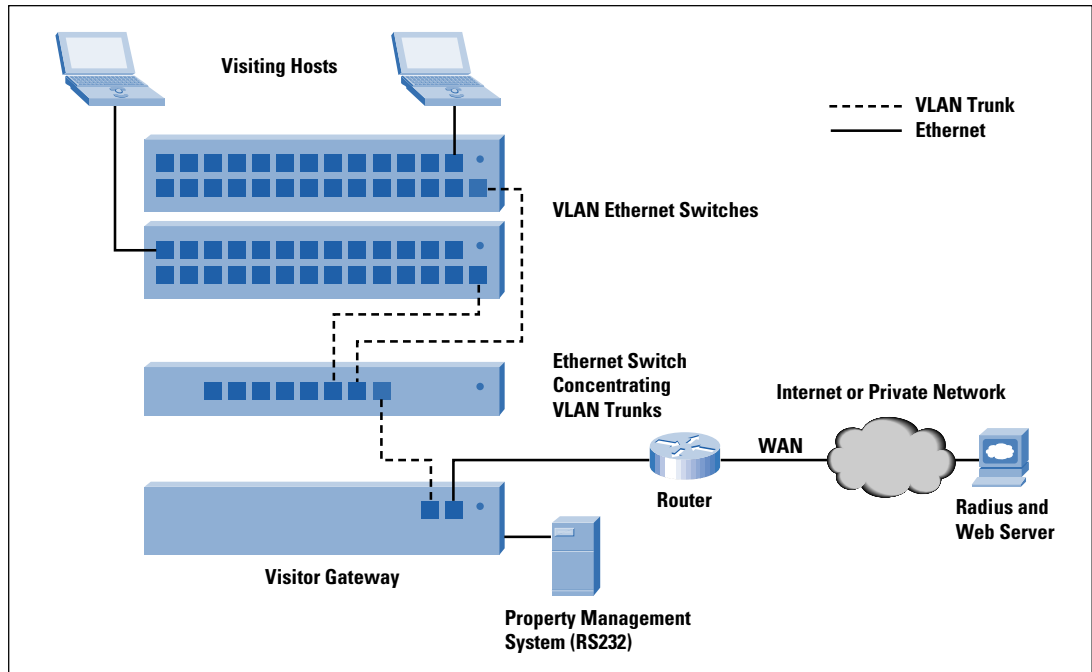 Visiting Hosts
VLAN Trunk
Ethernet
VLAN Ethernet Switches
Ethernet Switch
Concentrating
VLAN Trunks
Internet or Private Network
WAN
Router
Radius and
Web Server
Visitor Gateway
Property Management
System (RS232)